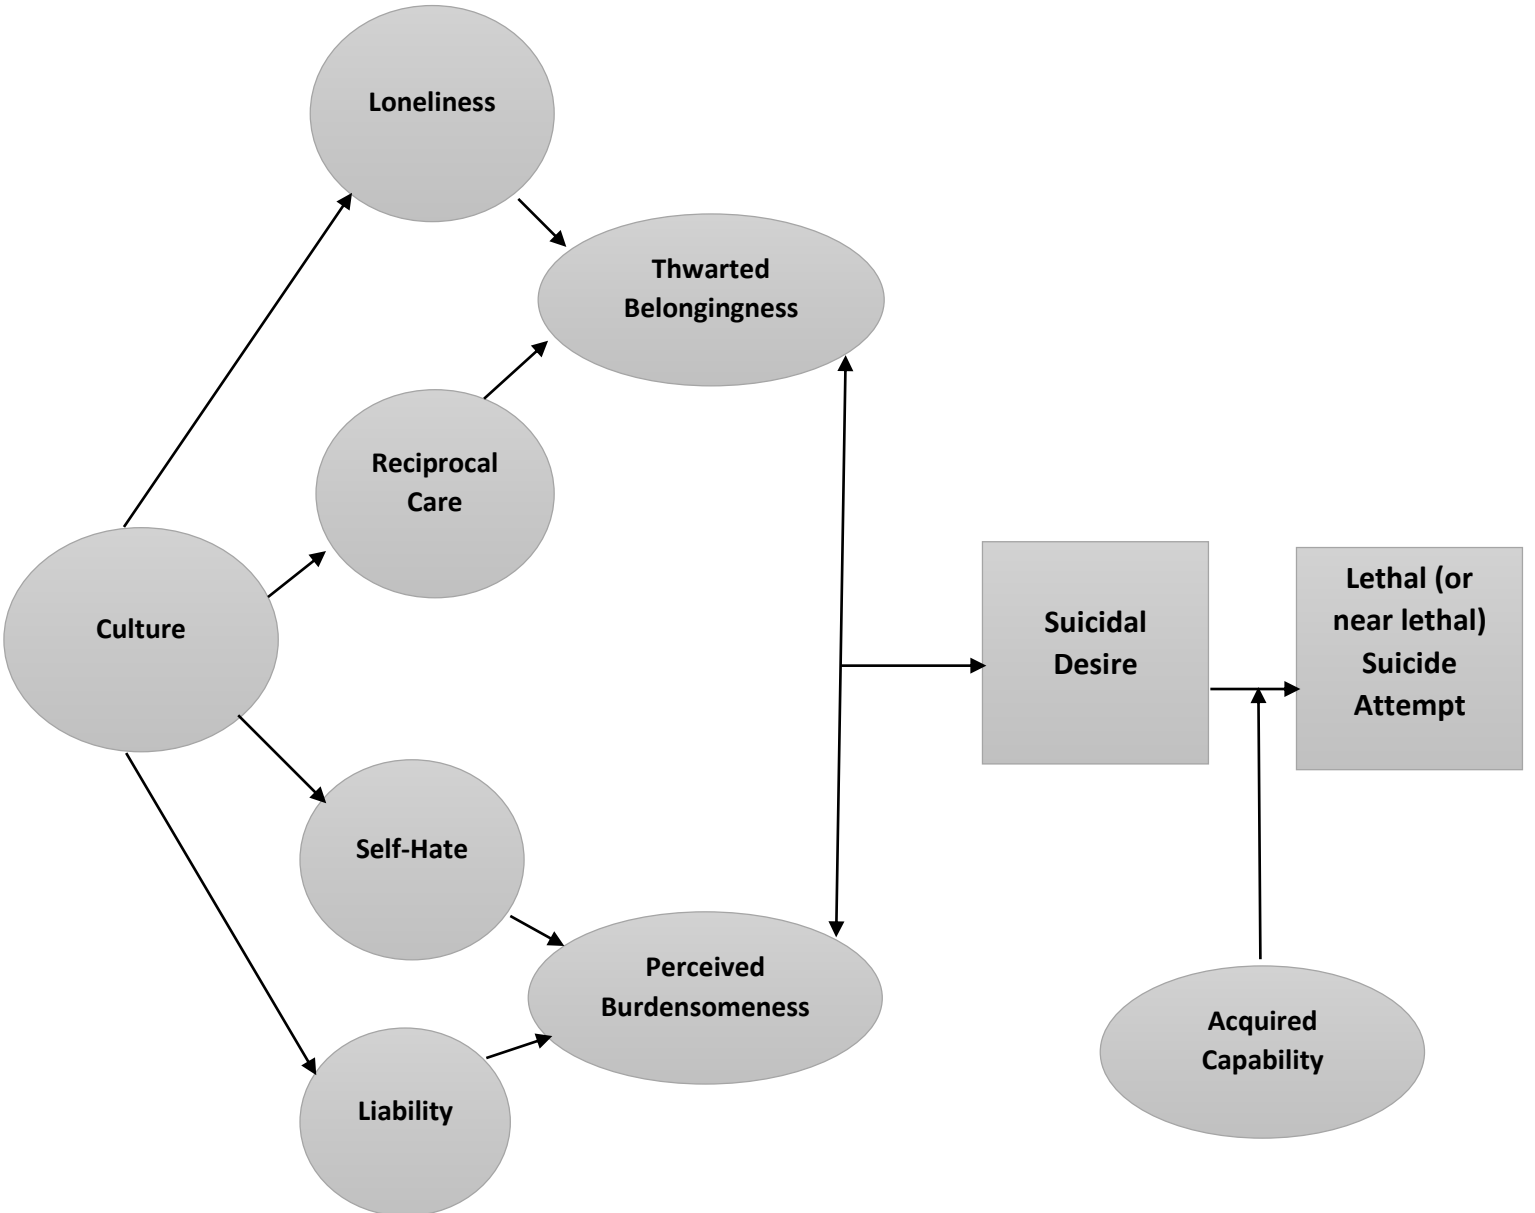 Loneliness
Thwarted
Belongingness
Reciprocal
Care
Culture
Self-Hate
Perceived
Burdensomeness
Liability
Suicidal
Desire
Lethal (or
near lethal)
Suicide
Attempt
Acquired
Capability